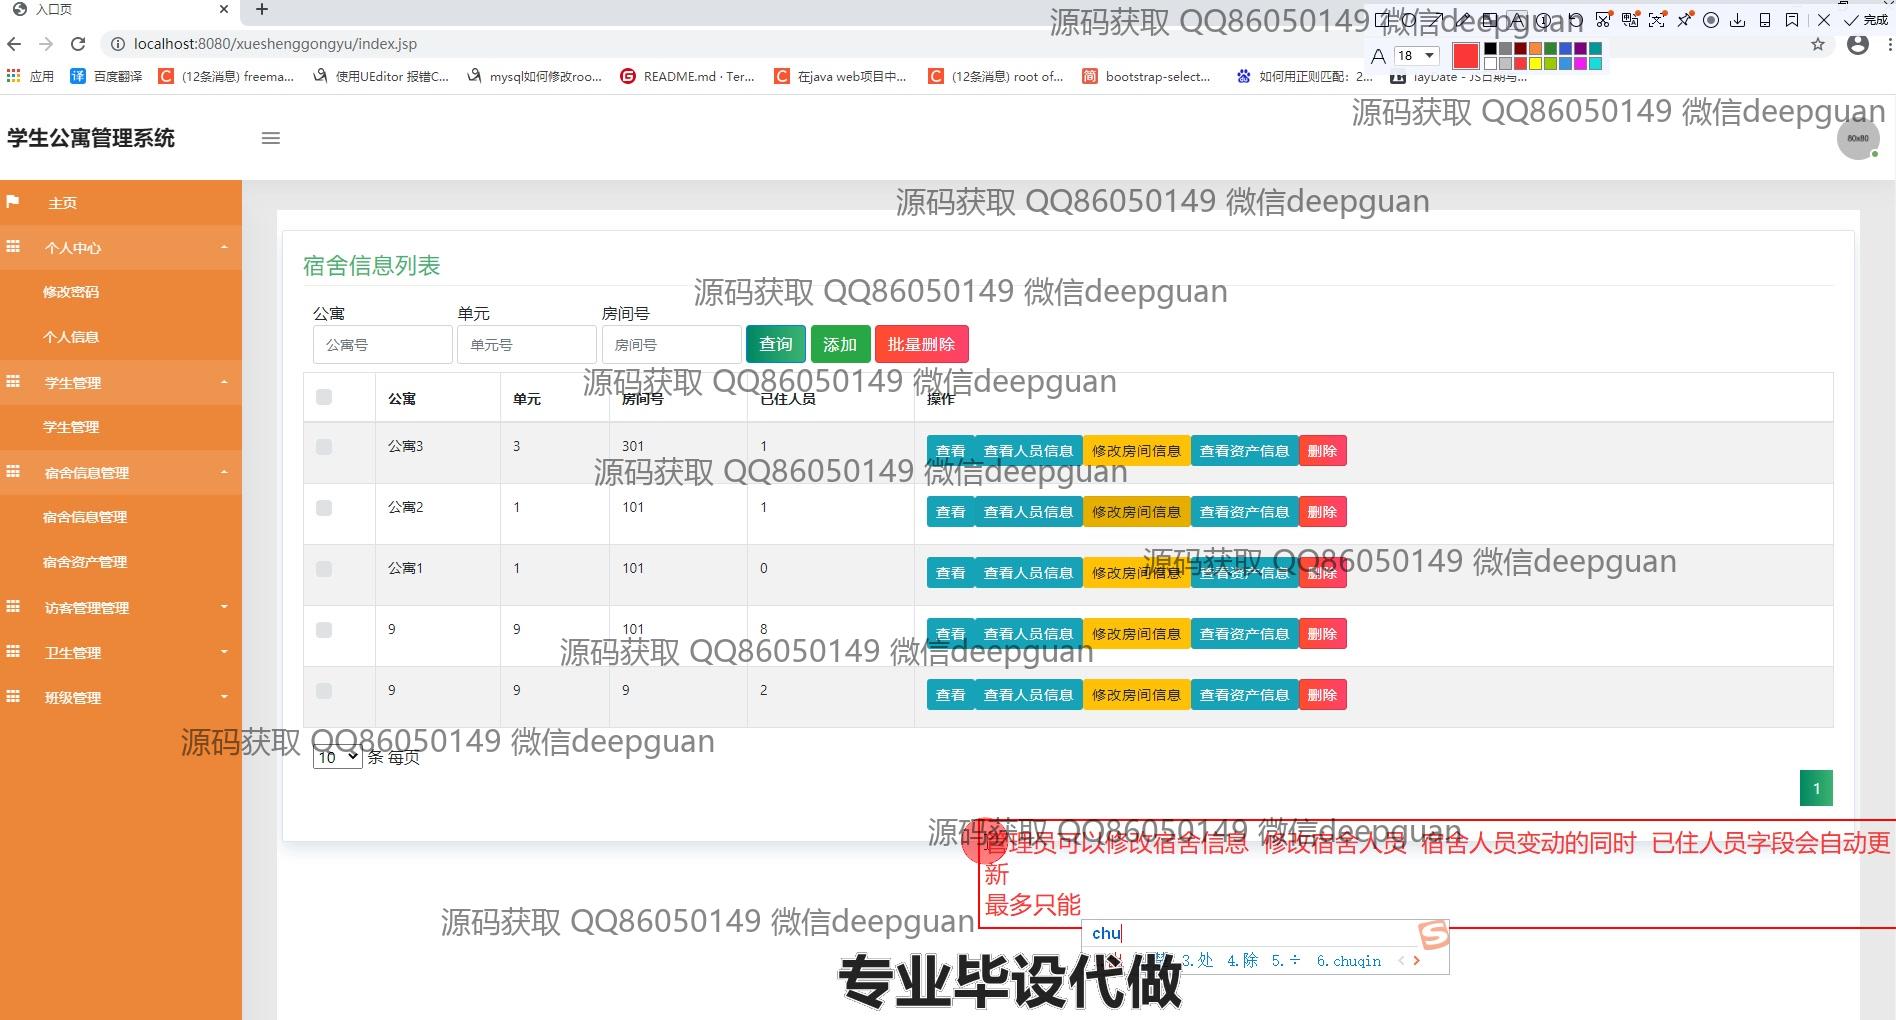 入口页
源码获取 QQ86050149 微信deepguan
完成
localhost:8080/xueshenggongyu/index.jsp
18
应用
百度翻译
(12条消息) freema...
使用UEditor 报错C...
mysql如何修改roo...
README.md · Ter...
在java web项目中...
(12条消息) root of...
bootstrap-select...
如何用正则匹配：2...
layDate - JS日期与...
源码获取 QQ86050149 微信deepguan
学生公寓管理系统
80x80
源码获取 QQ86050149 微信deepguan
主页
个人中心
修改密码
个人信息
学生管理
学生管理
宿舍信息管理
宿舍信息管理
宿舍资产管理
访客管理管理
卫生管理
班级管理
宿舍信息列表
源码获取 QQ86050149 微信deepguan
公寓 单元 房间号
公寓号 单元号 房间号 查询 添加 批量删除
源码获取 QQ86050149 微信deepguan
公寓 单元 房间号 已住人员 操作
公寓3 3 301 1 查看 查看人员信息 修改房间信息 查看资产信息 删除
源码获取 QQ86050149 微信deepguan
公寓2 1 101 1 查看 查看人员信息 修改房间信息 查看资产信息 删除
源码获取 QQ86050149 微信deepguan
公寓1 1 101 0 查看 查看人员信息 修改房间信息 查看资产信息 删除
9 9 101 8 查看 查看人员信息 修改房间信息 查看资产信息 删除
源码获取 QQ86050149 微信deepguan
9 9 9 2 查看 查看人员信息 修改房间信息 查看资产信息 删除
源码获取 QQ86050149 微信deepguan
10 条 每页
1
源码获取 QQ86050149 微信deepguan
管理员可以修改宿舍信息 修改宿舍人员 宿舍人员变动的同时 已住人员字段会自动更
新
最多只能
源码获取 QQ86050149 微信deepguan
chu
3.处 4.除 5.÷ 6.chuqin
专业毕设代做